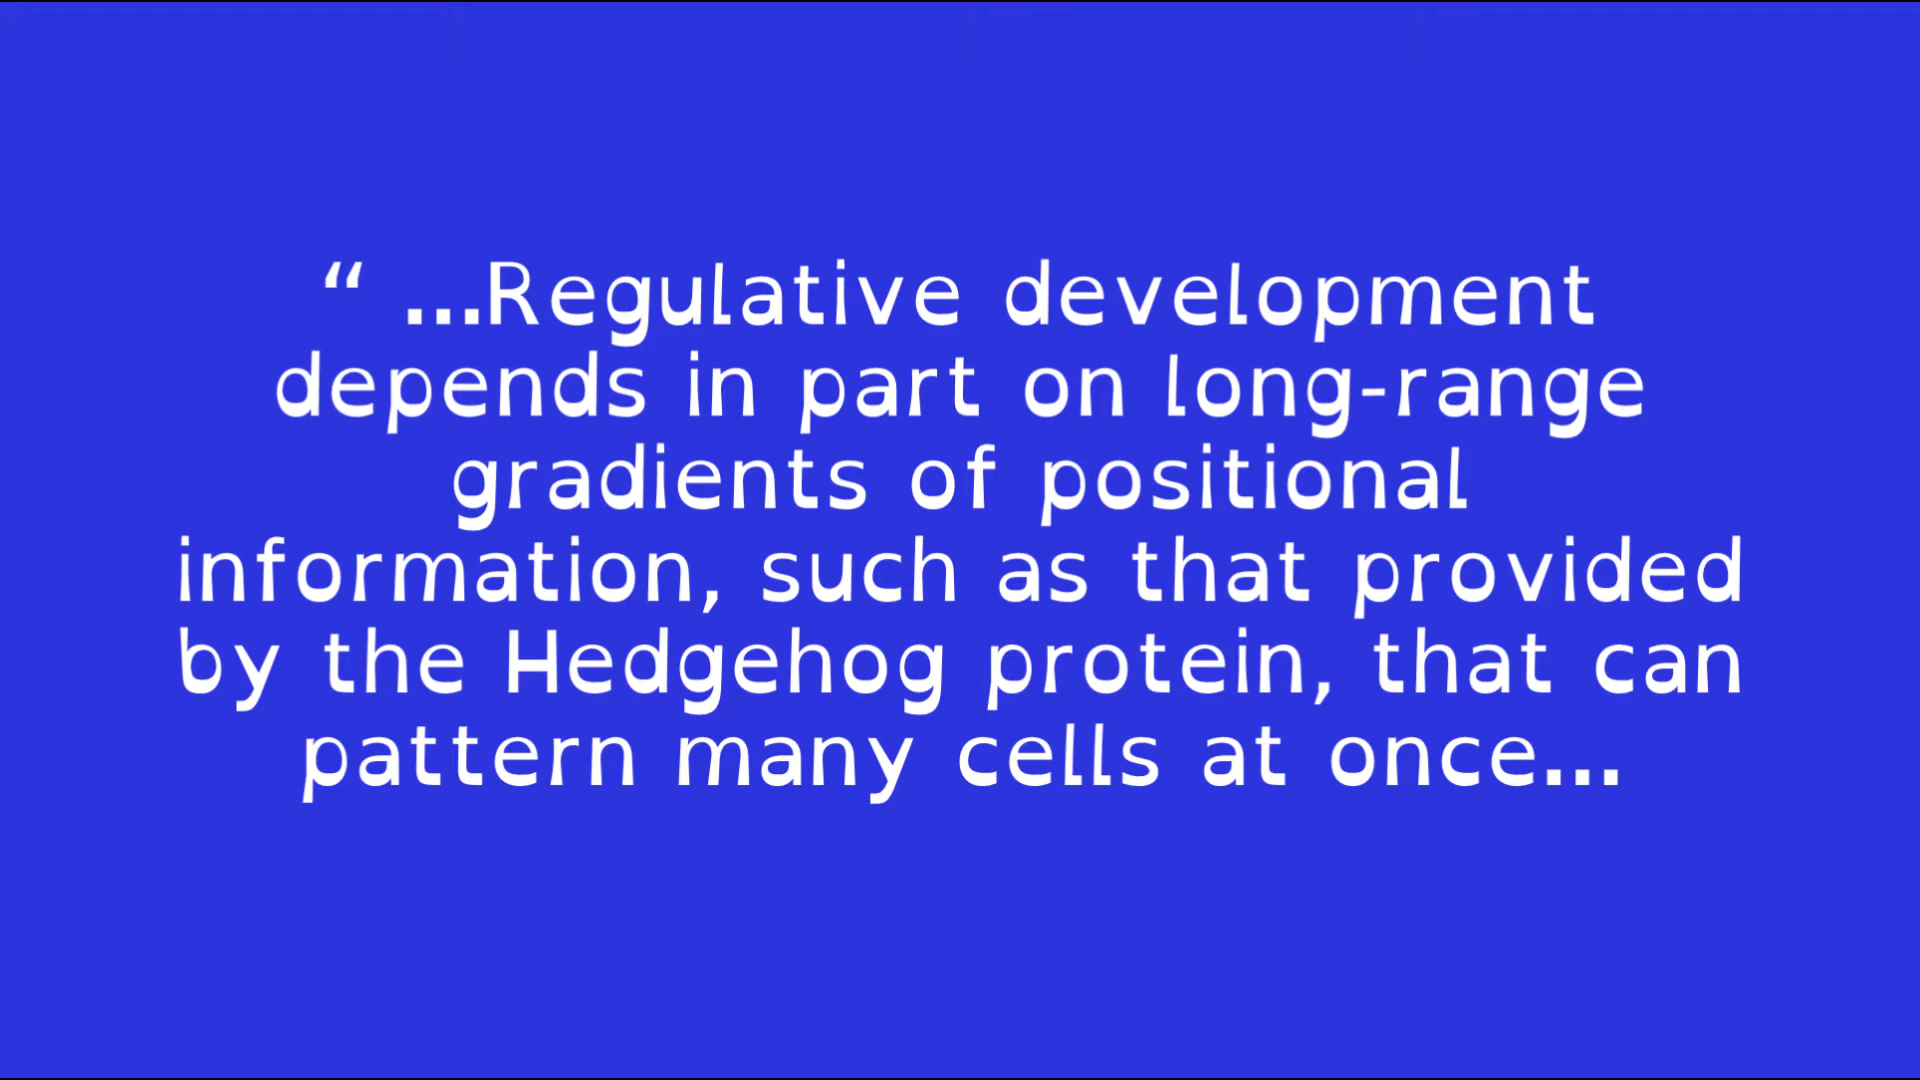 “ ...Regulative development
depends in part on long-range
gradients of positional
information, such as that provided
by the Hedgehog protein, that can
pattern many cells at once...